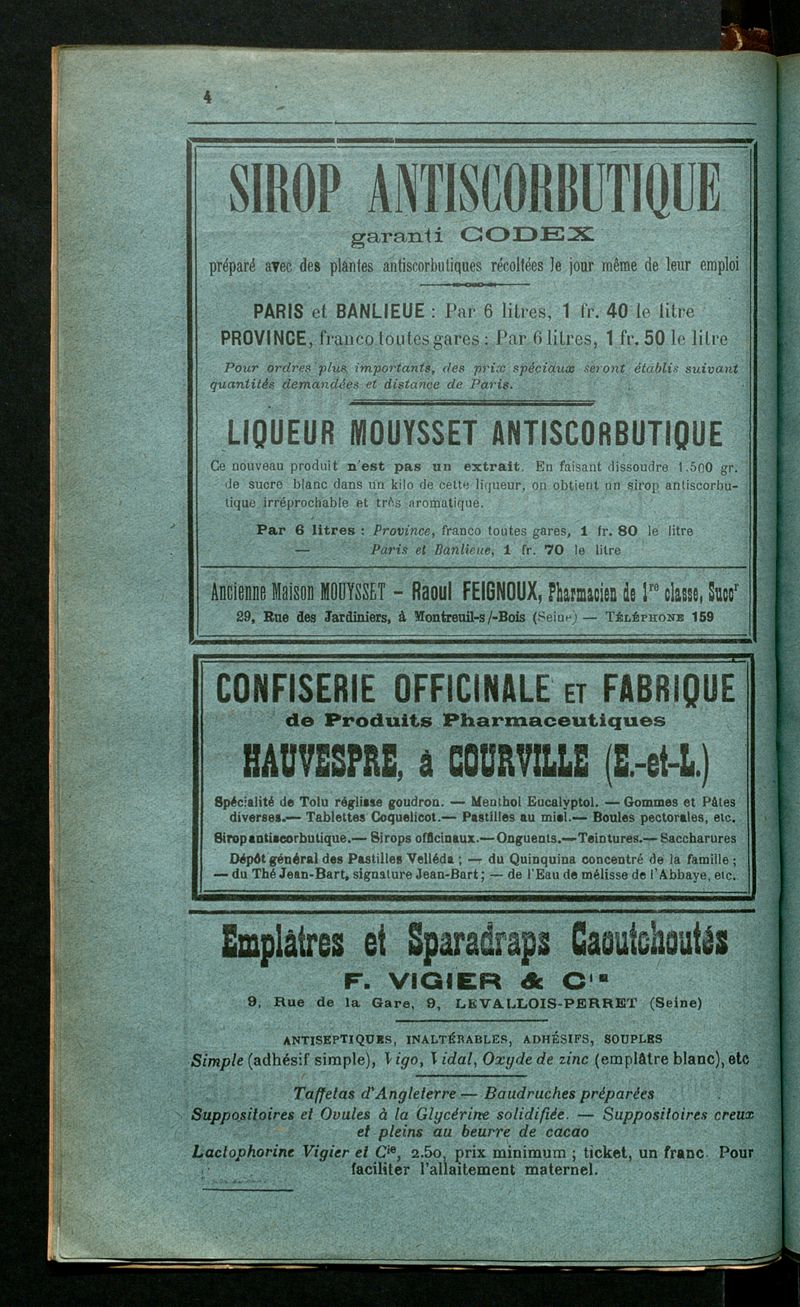 4
SIROP ANTISCORBUTIQUE
garanti CODEX
préparé avec des plantes antiscorbutiques récoltées le jour même de leur emploi
PARIS et BANLIEUE : Par 6 litres, 1 fr. 40 le litre
PROVINCE, franco toutes gares : Par 6 litres, 1 fr. 50 le litre
Pour ordres plus importants, des prix spéciaux seront établis suivant
quantités demandées et distance de Paris.
LIQUEUR MOUYSSET ANTISCORBUTIQUE
Ce nouveau produit n'est pas un extrait. En faisant dissoudre 1.500 gr.
de sucre blanc dans un kilo de cette liqueur, on obtient un sirop antiscorbu-
tique irréprochable et très aromatique.
Par 6 litres : Province, franco toutes gares, 1 fr. 80 le litre
— Paris et Banlieue, 1 fr. 70 le litre
Ancienne Maison MOUYSSET - Raoul FEIGNOUX, Pharmacien de 1re classe, Succr
29, Rue des Jardiniers, à Montreuil-s/-Bois (Seine) — TÉLÉPHONE 159
CONFISERIE OFFICINALE ET FABRIQUE
de Produits Pharmaceutiques
HAUVESPRE, à COURVILLE (E.-et-L.)
Spécialité de Tolu réglisse goudron. — Menthol Eucalyptol. — Gommes et Pâtes
diverses.— Tablettes Coquelicot.— Pastilles au miel.— Boules pectorales, etc.
Sirop antiscorbutique.— Sirops officinaux.—Onguents.—Teintures.— Saccharures
Dépôt général des Pastilles Velléda ; — du Quinquina concentré de la famille ;
— du Thé Jean-Bart, signature Jean-Bart ; — de l'Eau de mélisse de l'Abbaye, etc.
Emplâtres et Sparadraps Caoutchoutés
F. VIGIER & Cie
9, Rue de la Gare, 9, LEVALLOIS-PERRET (Seine)
ANTISEPTIQUES, INALTÉRABLES, ADHÉSIFS, SOUPLES
Simple (adhésif simple), Vigo, Vidal, Oxyde de zinc (emplâtre blanc), etc
Taffetas d'Angleterre — Baudruches préparées
Suppositoires et Ovules à la Glycérine solidifiée. — Suppositoires creux
et pleins au beurre de cacao
Lactophorine Vigier et Cie, 2.50, prix minimum ; ticket, un franc. Pour
faciliter l'allaitement maternel.